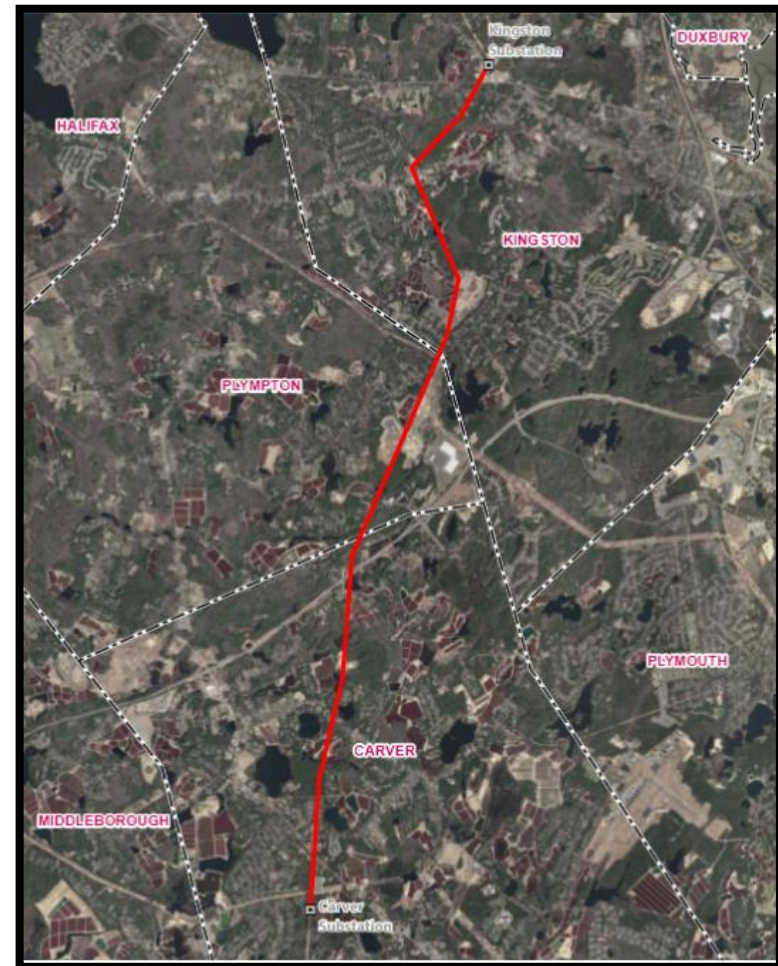 Kingston
Substation
DUXBURY
HALIFAX
KINGSTON
PLYMPTON
PLYMOUTH
CARVER
MIDDLEBOROUGH
Carver
Substation